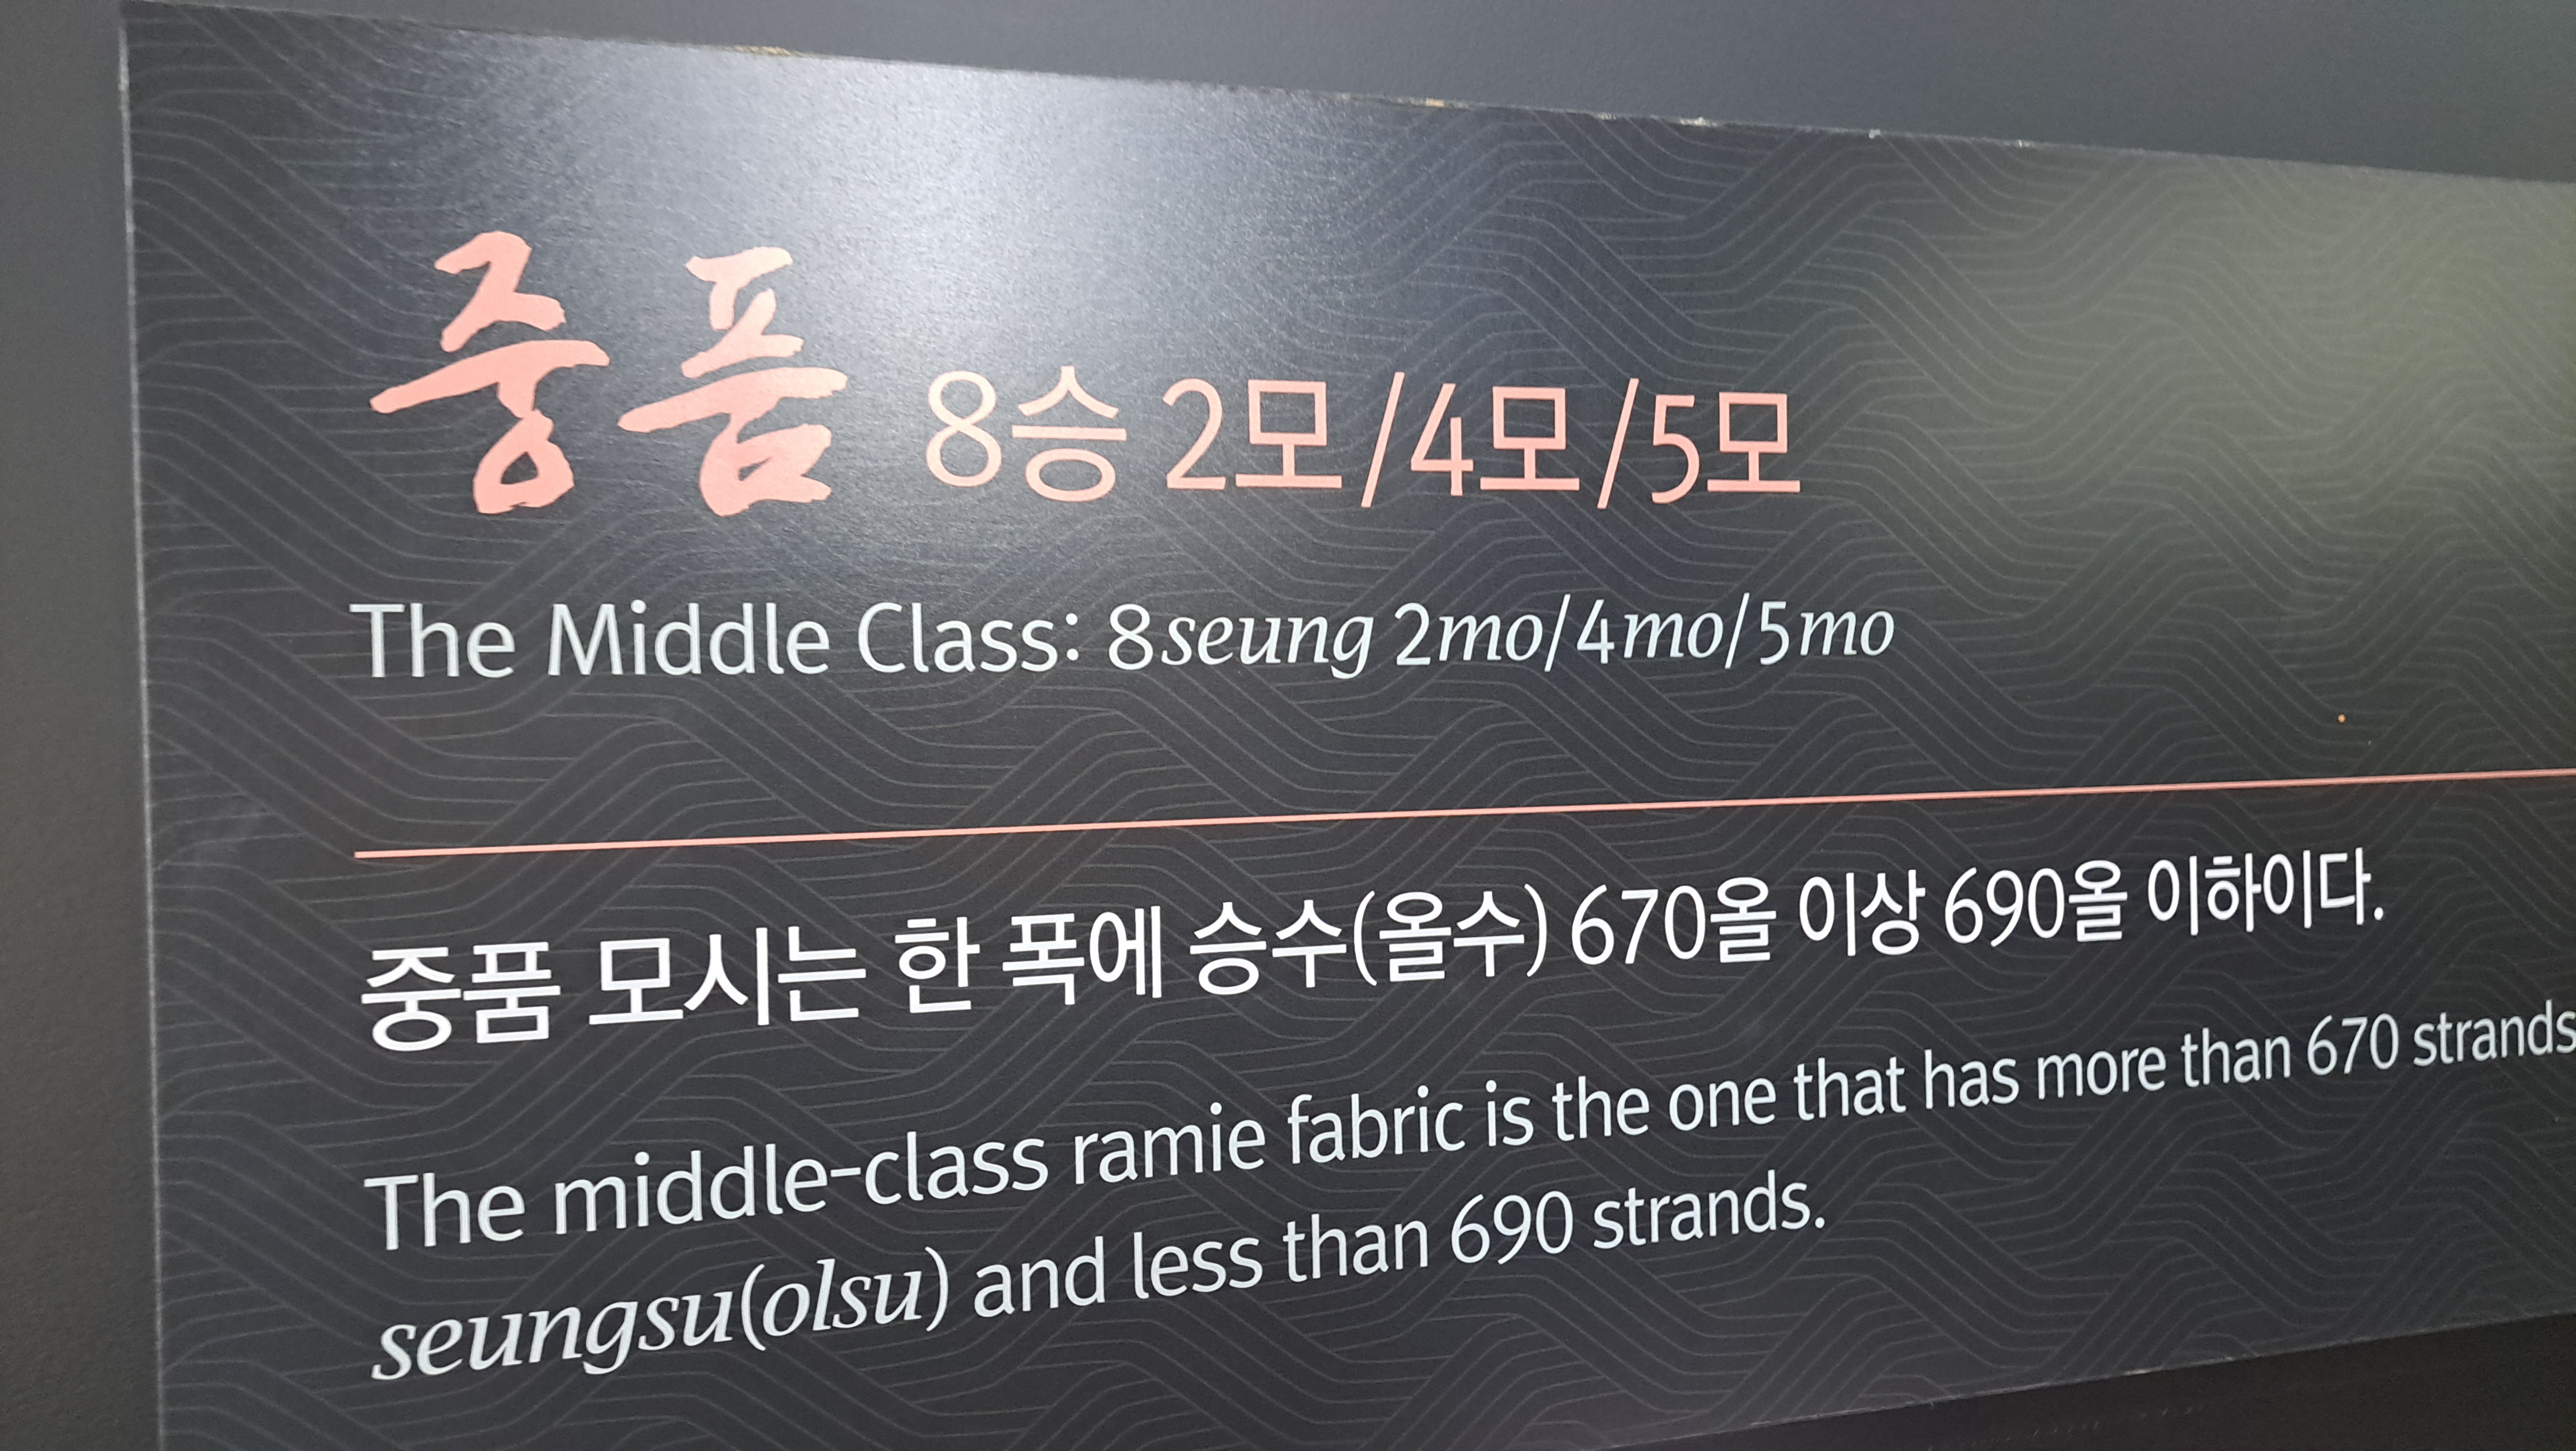 중품 8승 2모/4모/5모
The Middle Class: 8seung 2mo/4mo/5mo
중품 모시는 한 폭에 승수(올수) 670올 이상 690올 이하이다.
The middle-class ramie fabric is the one that has more than 670 strands
seungsu(olsu) and less than 690 strands.